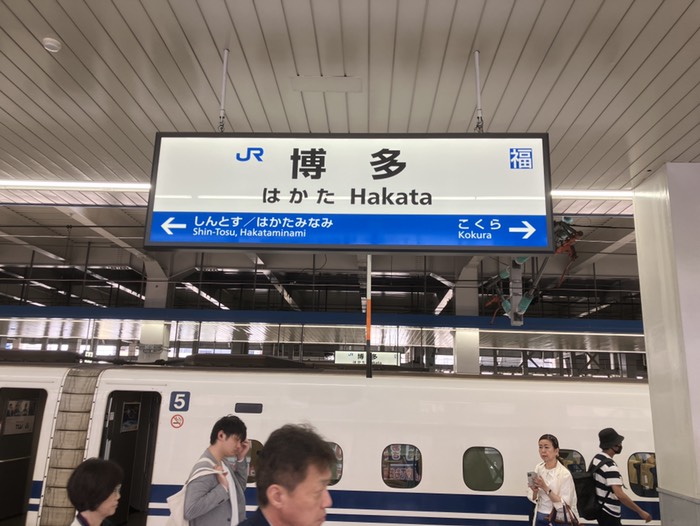 JR 博多 福
はかた Hakata
← しんとす／はかたみなみ こくら →
Shin-Tosu, Hakataminami Kokura
博多
5